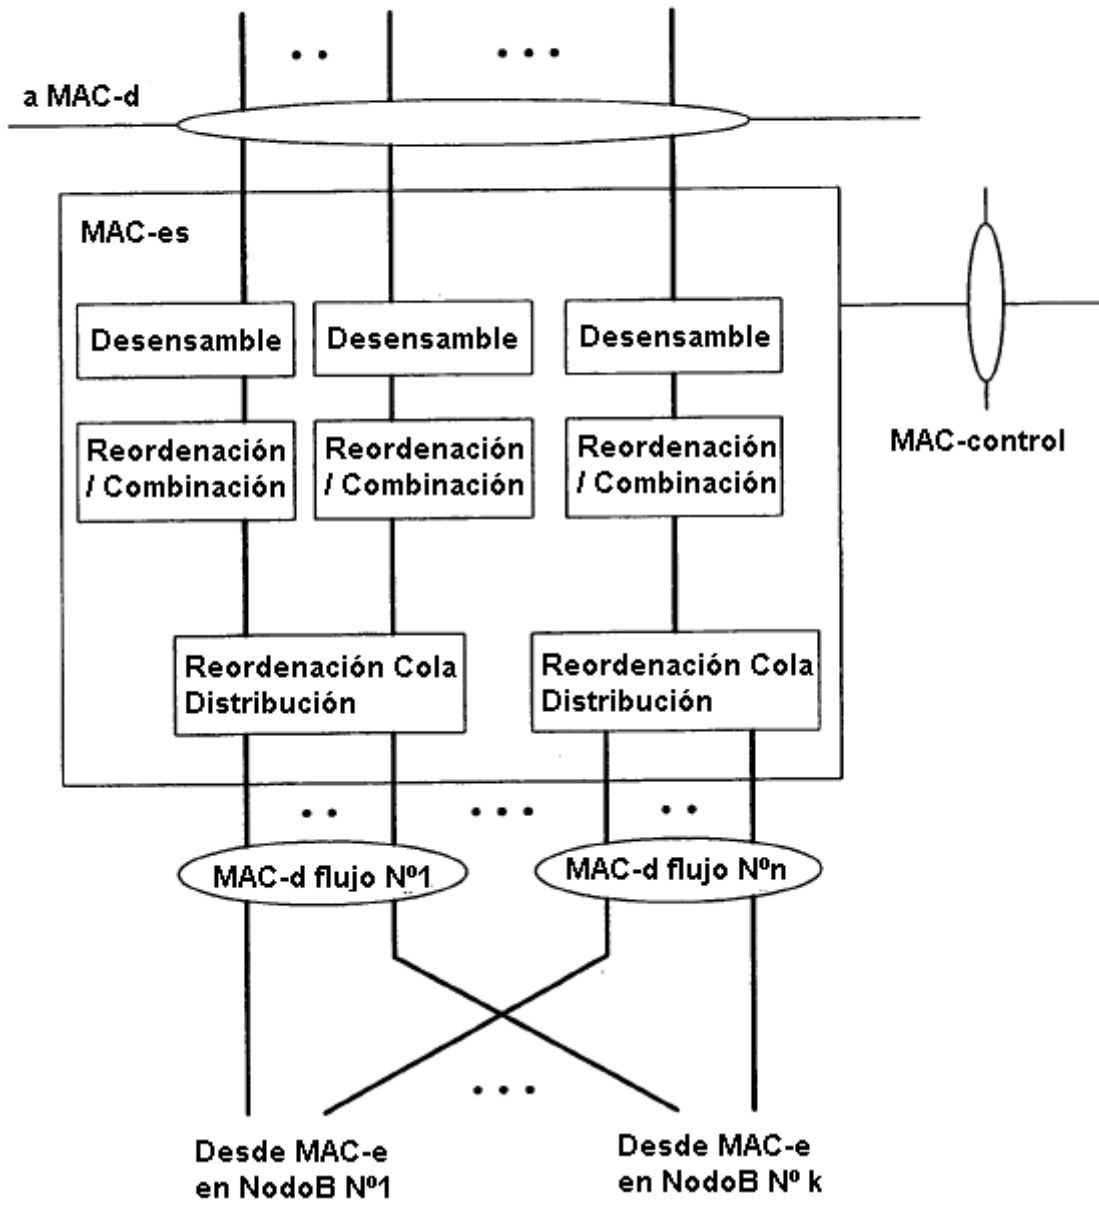 a MAC-d
MAC-es
Desensamble
Desensamble
Desensamble
Reordenación
/ Combinación
Reordenación
/ Combinación
Reordenación
/ Combinación
MAC-control
Reordenación Cola
Distribución
Reordenación Cola
Distribución
MAC-d flujo Nº1
MAC-d flujo Nºn
Desde MAC-e
en NodoB Nº1
Desde MAC-e
en NodoB Nº k